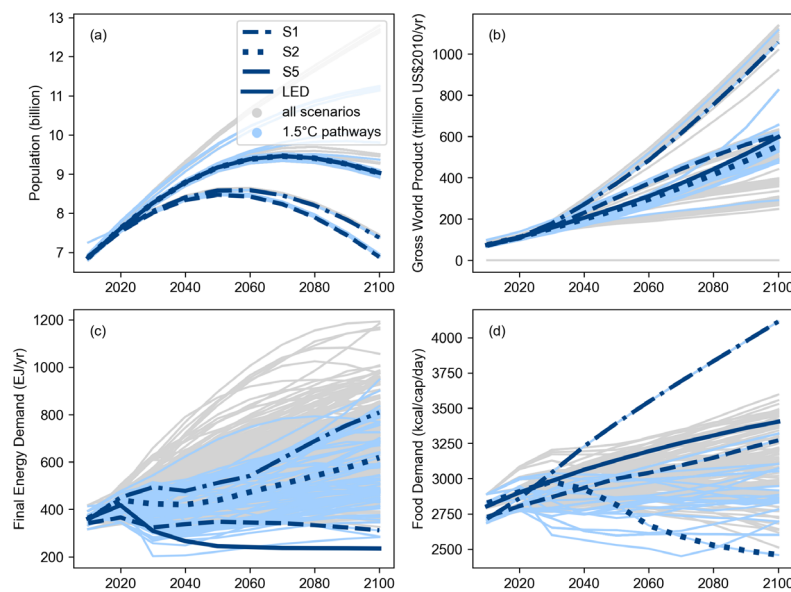 (a)
Population (billion)
13
12
11
10
9
8
7
2020 2040 2060 2080 2100
S1
S2
S5
LED
all scenarios
1.5°C pathways
(b)
Gross World Product (trillion US$2010/yr)
1000
800
600
400
200
0
2020 2040 2060 2080 2100
(c)
Final Energy Demand (EJ/yr)
1200
1000
800
600
400
200
2020 2040 2060 2080 2100
(d)
Food Demand (kcal/cap/day)
4000
3750
3500
3250
3000
2750
2500
2020 2040 2060 2080 2100